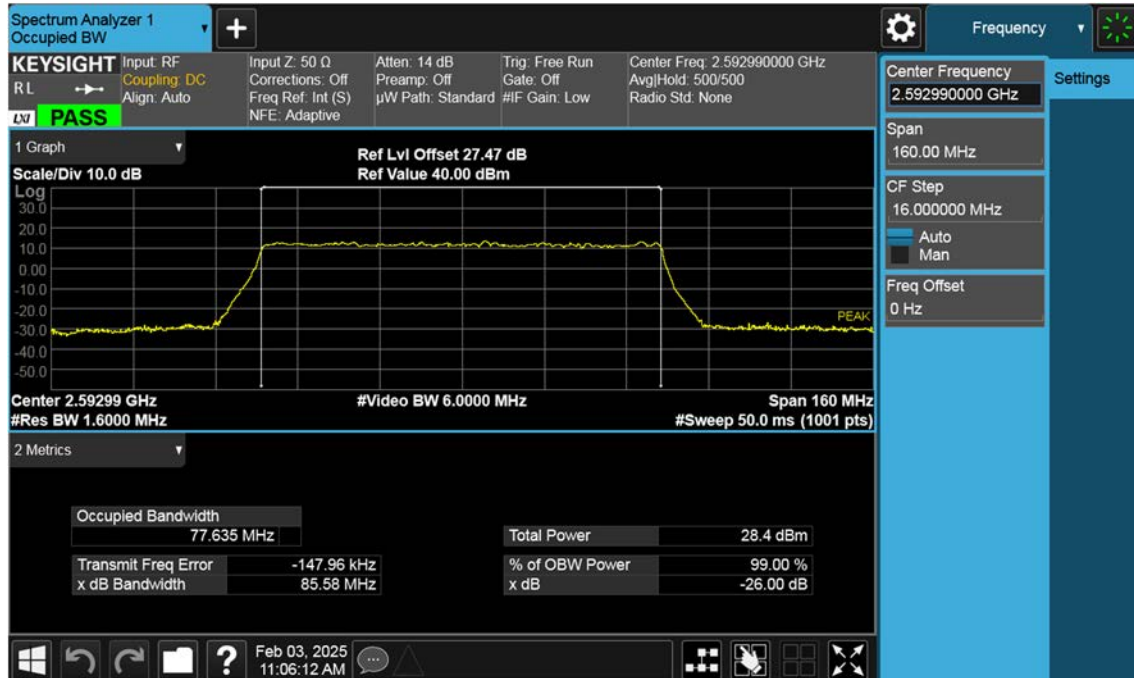 Spectrum Analyzer 1
Occupied BW
+
Frequency
KEYSIGHT
RL
LXI PASS
Input: RF
Coupling: DC
Align: Auto
Input Z: 50 Ω
Corrections: Off
Freq Ref: Int (S)
NFE: Adaptive
Atten: 14 dB
Preamp: Off
µW Path: Standard
Trig: Free Run
Gate: Off
#IF Gain: Low
Center Freq: 2.592990000 GHz
Avg|Hold: 500/500
Radio Std: None
Center Frequency
2.592990000 GHz
Settings
Span
160.00 MHz
CF Step
16.000000 MHz
Auto
Man
Freq Offset
0 Hz
1 Graph
Scale/Div 10.0 dB
Ref Lvl Offset 27.47 dB
Ref Value 40.00 dBm
Log
30.0
20.0
10.0
0.00
-10.0
-20.0
-30.0
-40.0
-50.0
PEAK
Center 2.59299 GHz
#Video BW 6.0000 MHz
Span 160 MHz
#Res BW 1.6000 MHz
#Sweep 50.0 ms (1001 pts)
2 Metrics
Occupied Bandwidth
77.635 MHz
Total Power 28.4 dBm
Transmit Freq Error -147.96 kHz
% of OBW Power 99.00 %
x dB Bandwidth 85.58 MHz
x dB -26.00 dB
?
Feb 03, 2025
11:06:12 AM